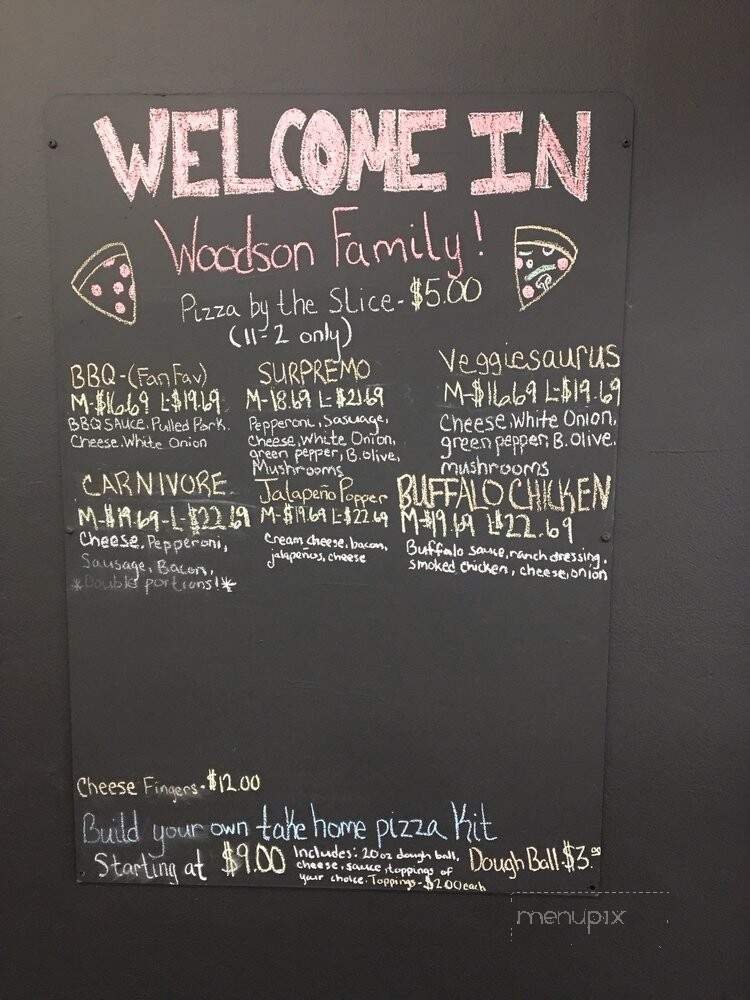 WELCOME IN
Woodson Family!
Pizza by the Slice - $5.00
(11-2 only)
BBQ - (Fan Fav)
M-$16.69 L-$19.69
BBQ SAUCE, Pulled Pork,
Cheese, White Onion
SURPREMO
M-18.69 L-$21.69
Pepperoni, Sasuage,
Cheese, White Onion,
green pepper, B.olive,
Mushrooms
Veggiesaurus
M-$16.69 L-$19.69
Cheese, White Onion,
green pepper, B.olive,
mushrooms
CARNIVORE
M-$19.69-L-$22.69
Cheese, Pepperoni,
Sausage, Bacon,
*Double portions!*
Jalapeño Popper
M-$19.69 L-$22.69
Cream cheese, bacon,
jalapeños, cheese
BUFFALO CHICKEN
M-$19.69 L-$22.69
Buffalo sauce, ranch dressing,
smoked chicken, cheese, onion
Cheese Fingers - $12.00
Build your own take home pizza Kit
Starting at $9.00
Includes: 20oz dough ball,
cheese, sauce, toppings of
your choice. Toppings - $2.00 each
Dough Ball - $3.00
menupix